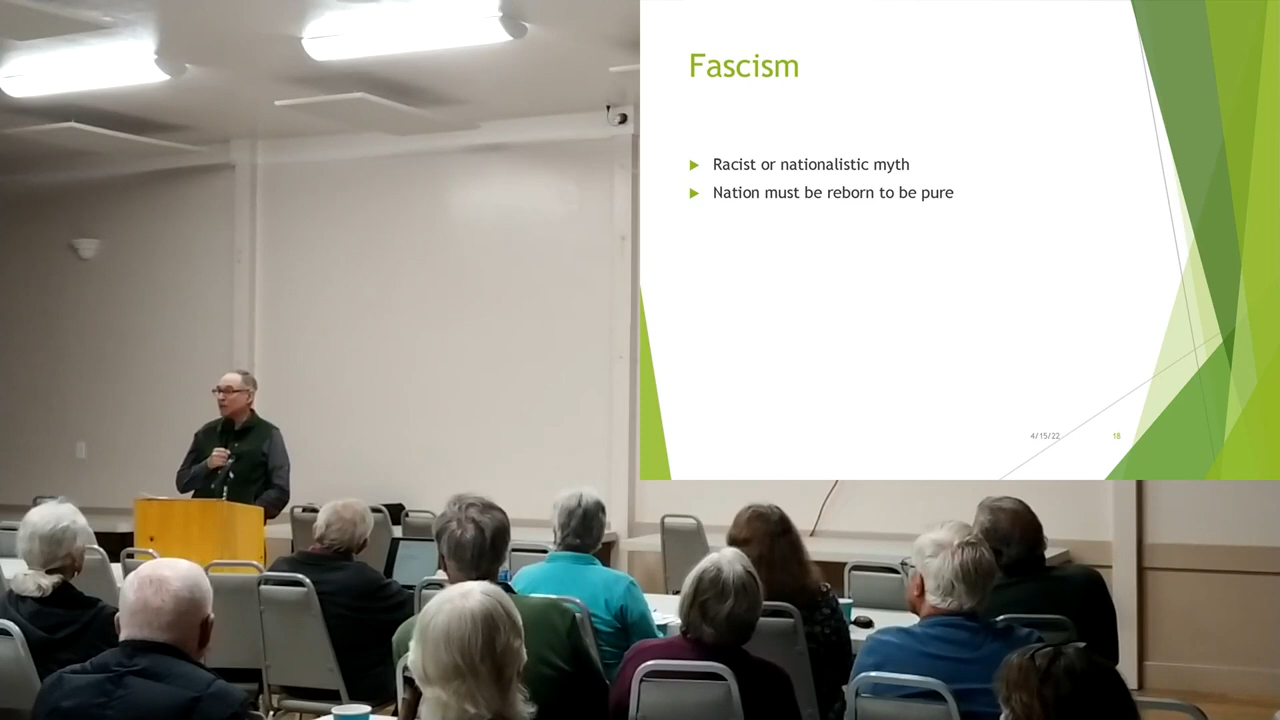 Fascism
Racist or nationalistic myth
Nation must be reborn to be pure
4/15/22
18